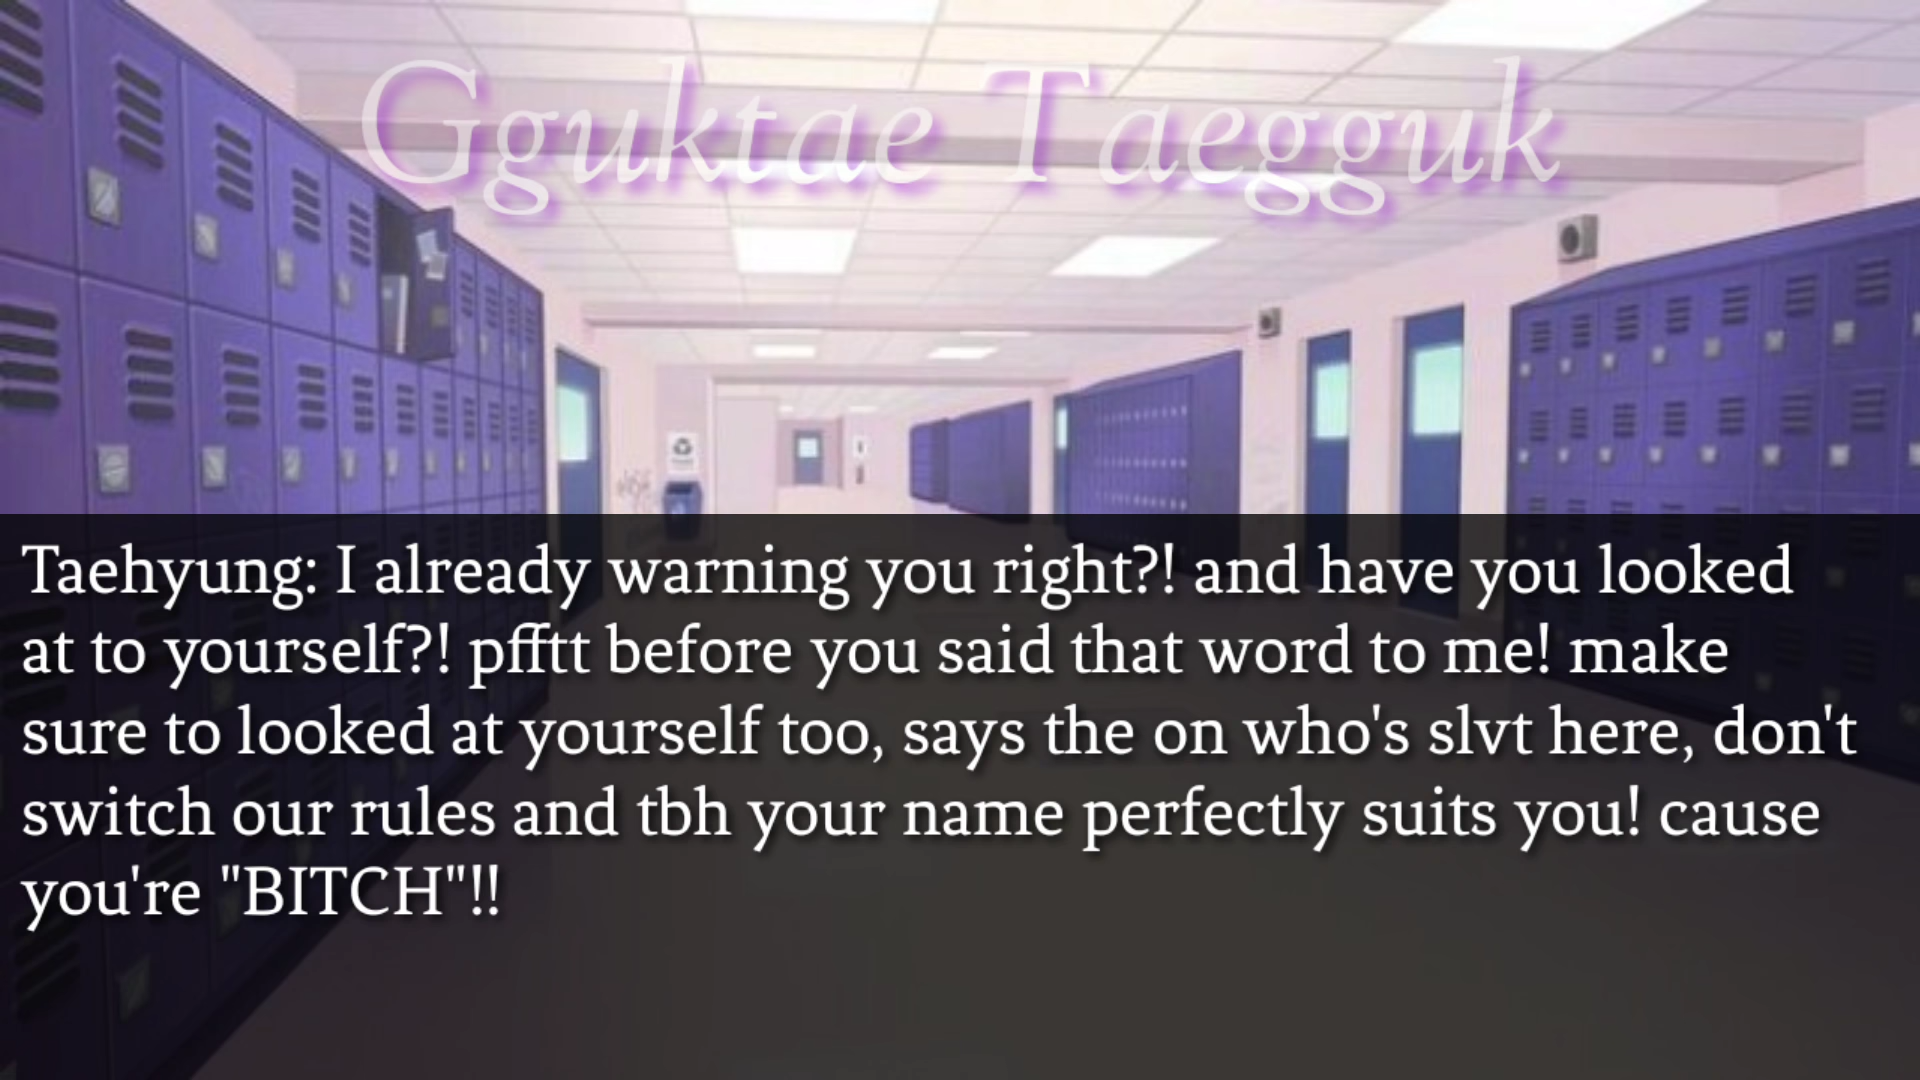 Gguktae Taegguk
Taehyung: I already warning you right?! and have you looked
at to yourself?! pfftt before you said that word to me! make
sure to looked at yourself too, says the on who's slvt here, don't
switch our rules and tbh your name perfectly suits you! cause
you're "BITCH"!!